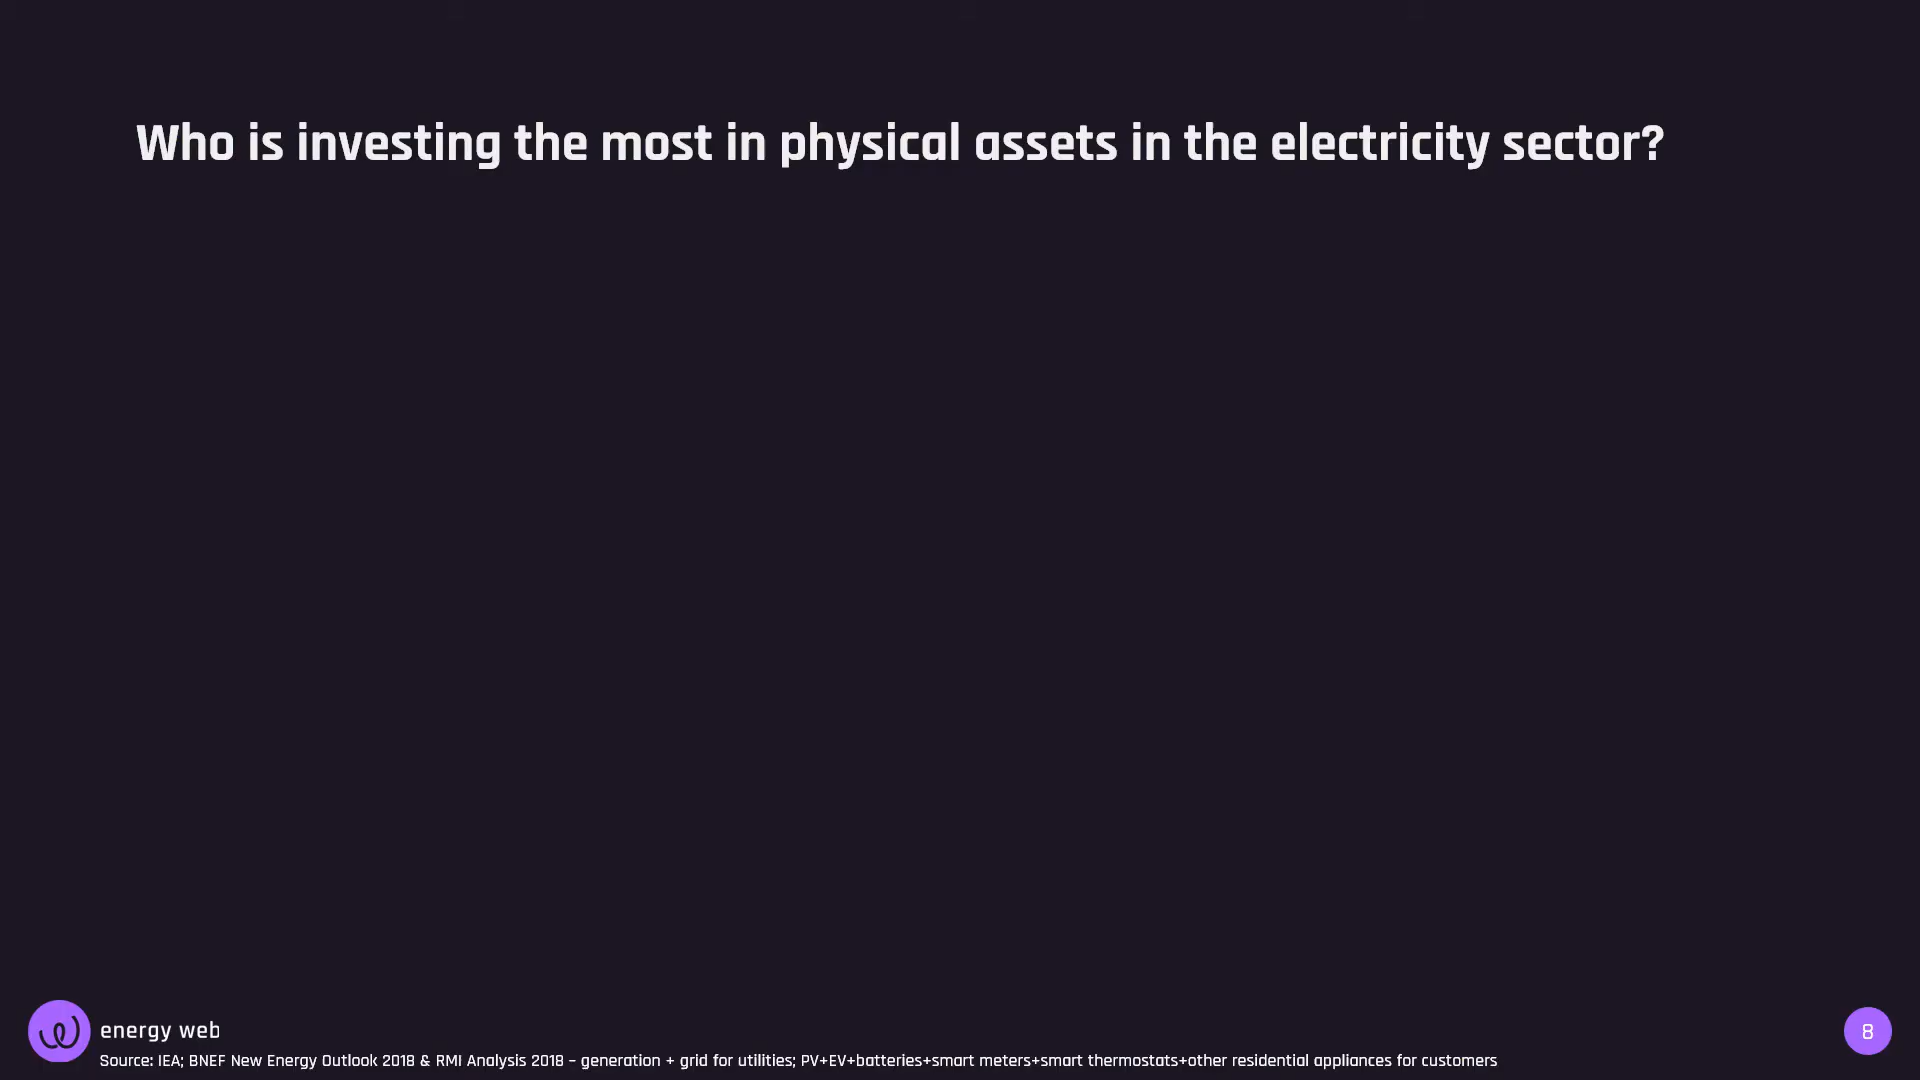 Who is investing the most in physical assets in the electricity sector?
energy web
8
Source: IEA; BNEF New Energy Outlook 2018 & RMI Analysis 2018 – generation + grid for utilities; PV+EV+batteries+smart meters+smart thermostats+other residential appliances for customers